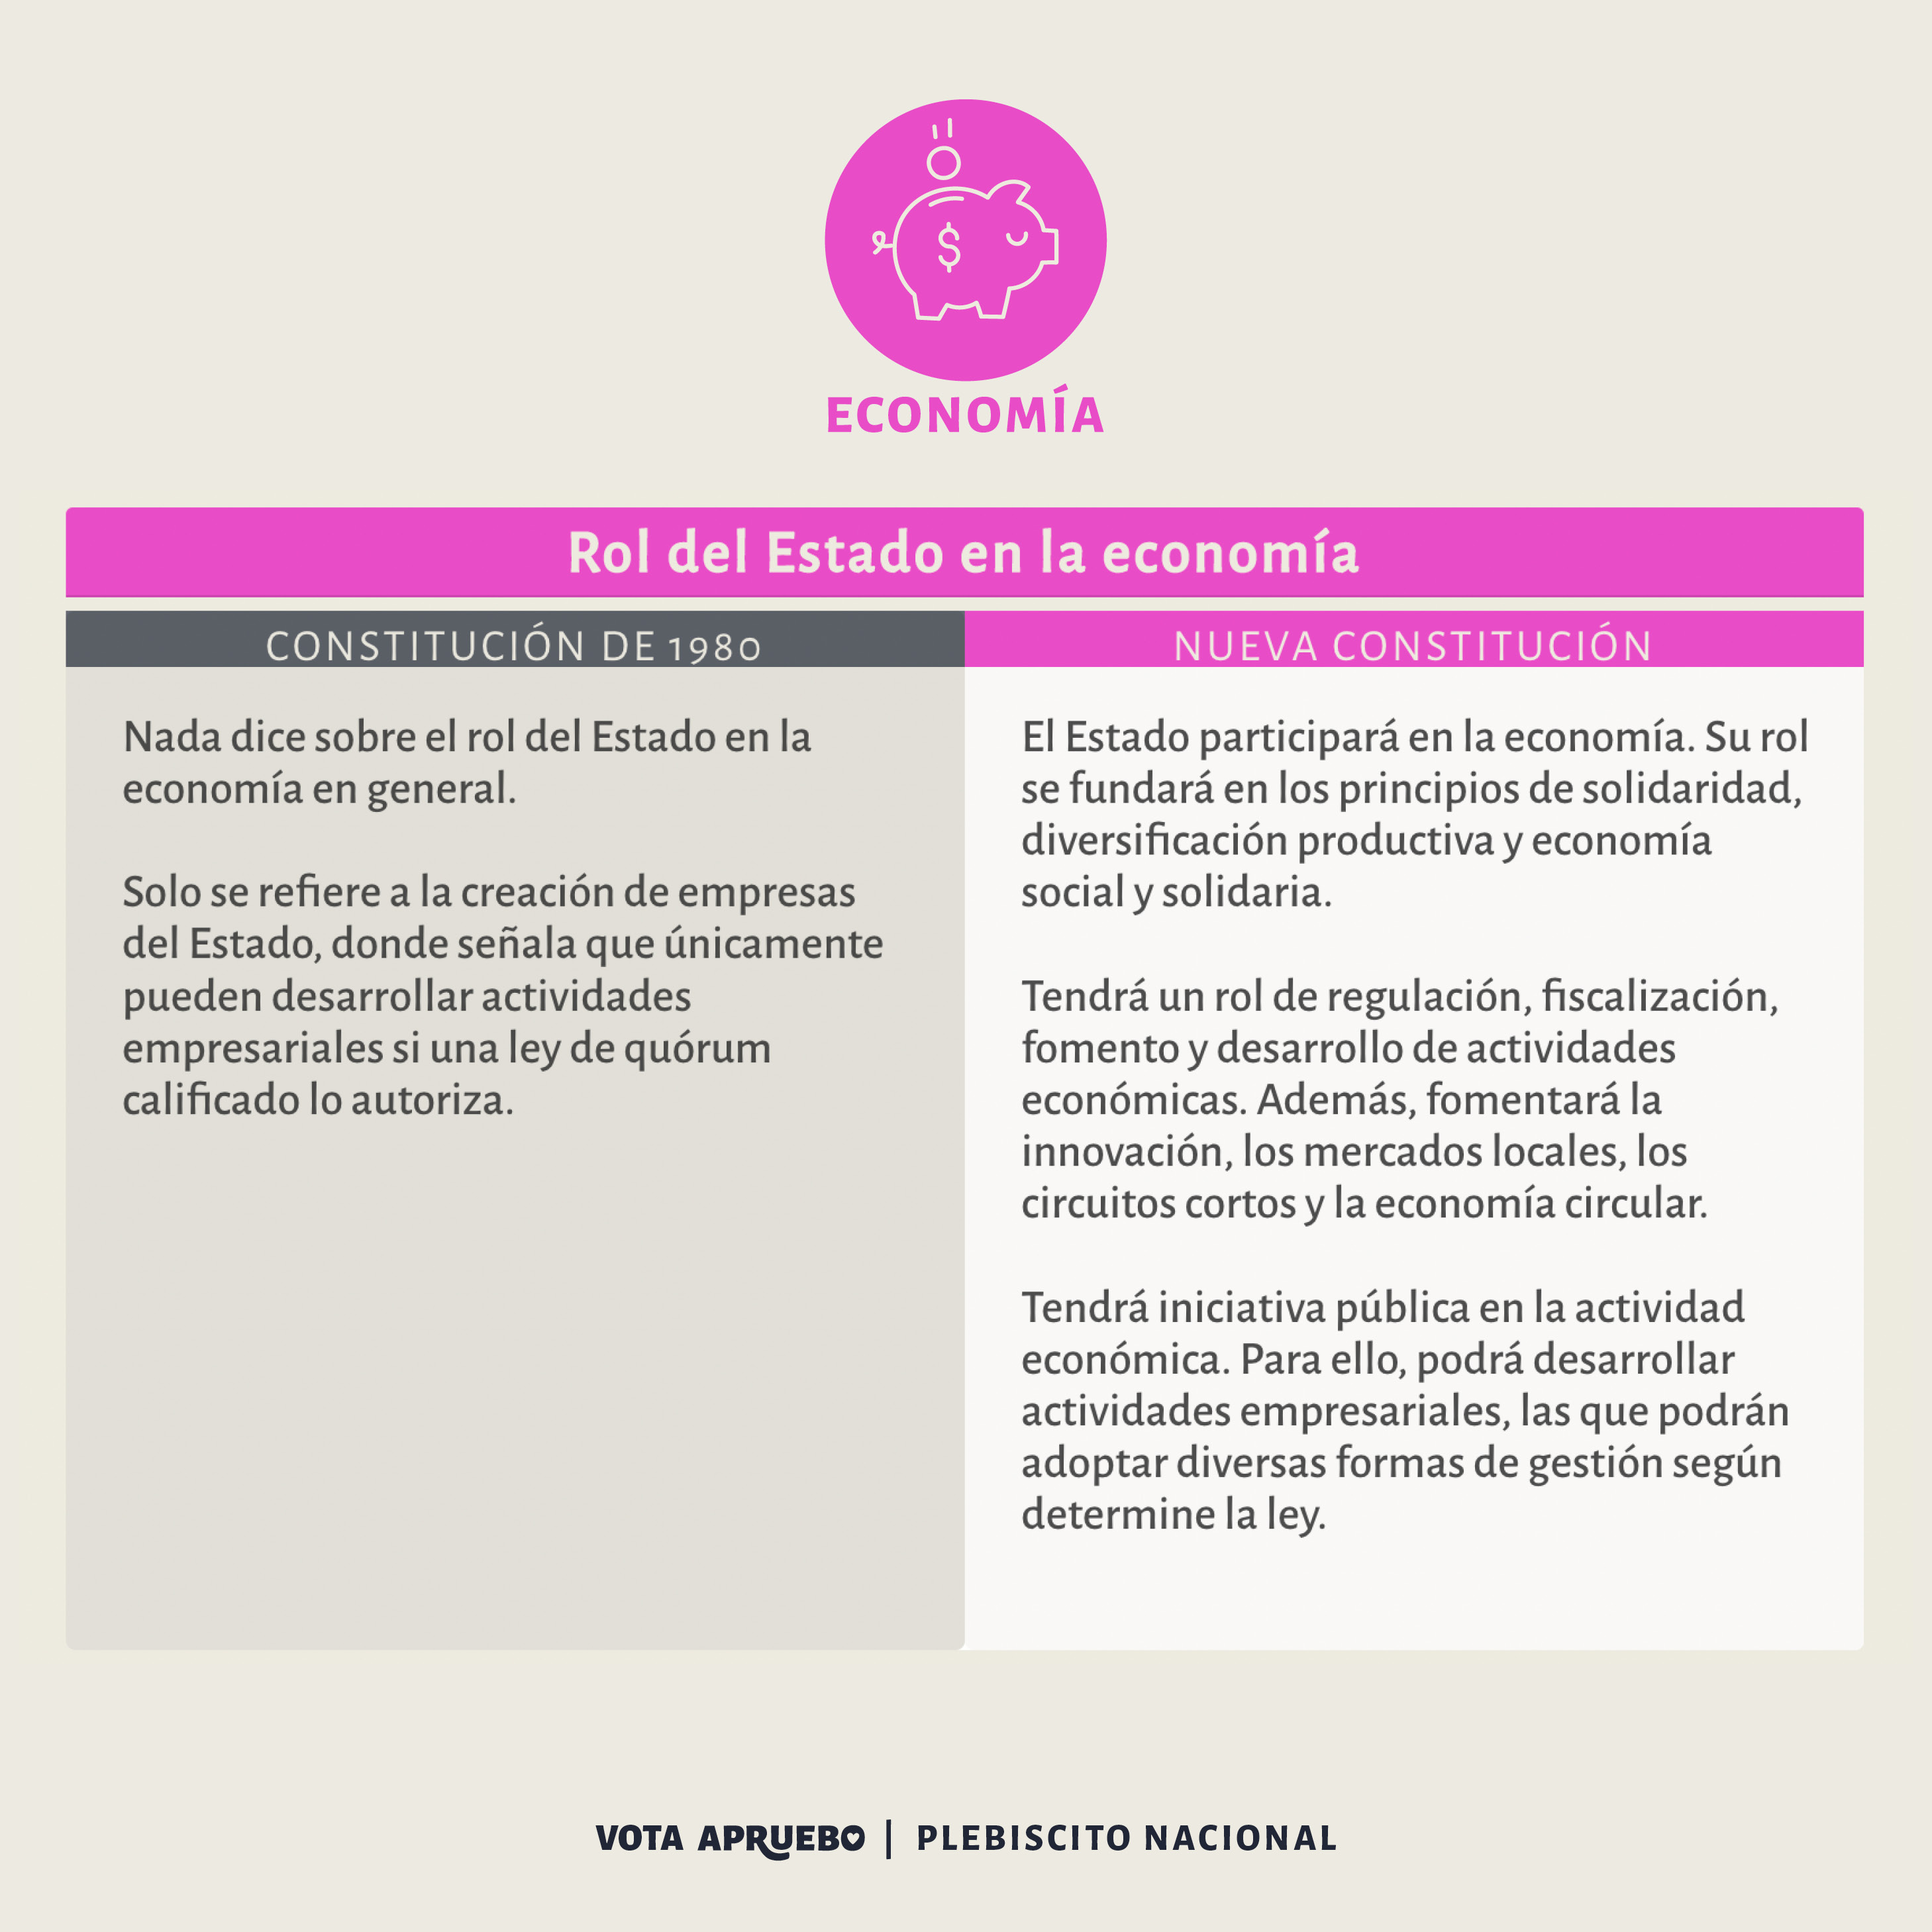 $
ECONOMÍA
Rol del Estado en la economía
CONSTITUCIÓN DE 1980
Nada dice sobre el rol del Estado en la
economía en general.
Solo se refiere a la creación de empresas
del Estado, donde señala que únicamente
pueden desarrollar actividades
empresariales si una ley de quórum
calificado lo autoriza.
NUEVA CONSTITUCIÓN
El Estado participará en la economía. Su rol
se fundará en los principios de solidaridad,
diversificación productiva y economía
social y solidaria.
Tendrá un rol de regulación, fiscalización,
fomento y desarrollo de actividades
económicas. Además, fomentará la
innovación, los mercados locales, los
circuitos cortos y la economía circular.
Tendrá iniciativa pública en la actividad
económica. Para ello, podrá desarrollar
actividades empresariales, las que podrán
adoptar diversas formas de gestión según
determine la ley.
VOTA APRUEBO | PLEBISCITO NACIONAL